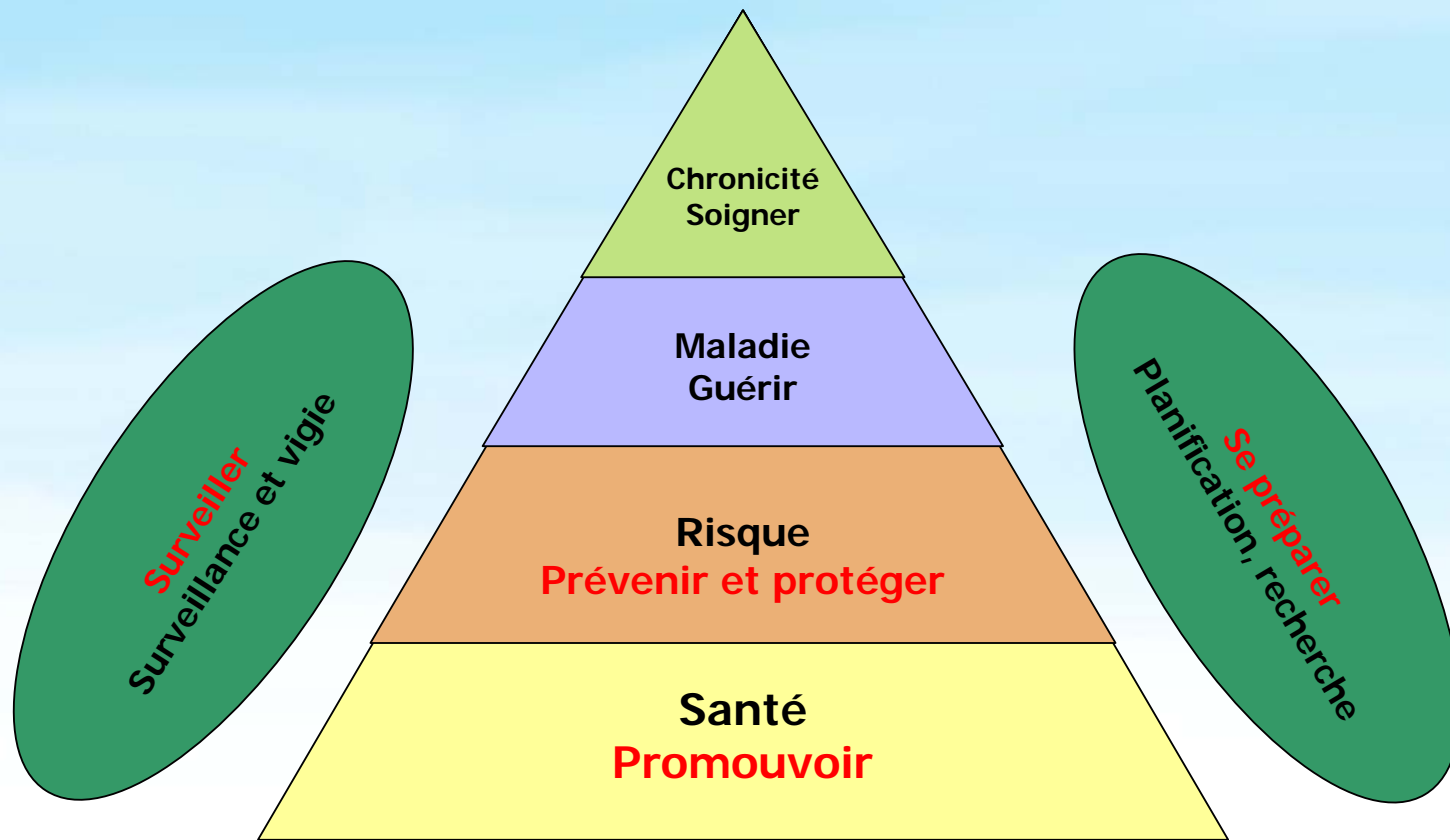 Chronicité
Soigner
Maladie
Guérir
Risque
Prévenir et protéger
Santé
Promouvoir
Surveiller
Surveillance et vigie
Se préparer
Planification, recherche